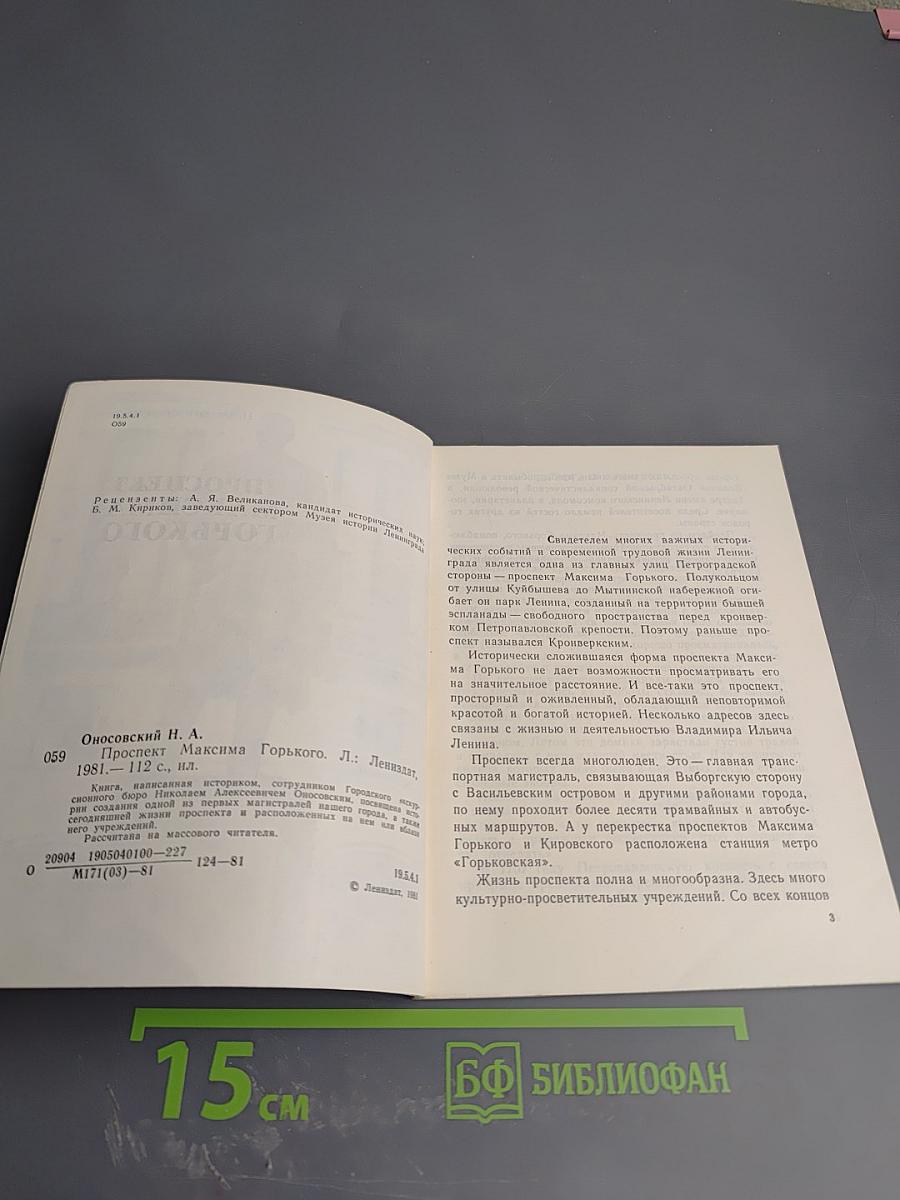 19.5.4.1
О59
Рецензенты: А. Я. Великанова, кандидат исторических наук;
Б. М. Кириков, заведующий сектором Музея истории Ленинграда
Оносовский Н. А.
059 Проспект Максима Горького. Л.: Лениздат,
1981.— 112 с., ил.
Книга, написанная историком, сотрудником Городского экскур-
сионного бюро Николаем Алексеевичем Оносовским, посвящена исто-
рии создания одной из первых магистралей нашего города, а также
сегодняшней жизни проспекта и расположенных на нем или вблизи
него учреждений.
Рассчитана на массового читателя.
О 20904 1905040100—227 124—81
М171(03)—81
19.5.4.1
© Лениздат, 1981
Свидетелем многих важных истори-
ческих событий и современной трудовой жизни Ленин-
града является одна из главных улиц Петроградской
стороны — проспект Максима Горького. Полукольцом
от улицы Куйбышева до Мытнинской набережной оги-
бает он парк Ленина, созданный на территории бывшей
эспланады — свободного пространства перед кронвер-
ком Петропавловской крепости. Поэтому раньше про-
спект назывался Кронверкским.
Исторически сложившаяся форма проспекта Макси-
ма Горького не дает возможности просматривать его
на значительное расстояние. И все-таки это проспект,
просторный и оживленный, обладающий неповторимой
красотой и богатой историей. Несколько адресов здесь
связаны с жизнью и деятельностью Владимира Ильича
Ленина.
Проспект всегда многолюден. Это — главная транс-
портная магистраль, связывающая Выборгскую сторону
с Васильевским островом и другими районами города,
по нему проходит более десяти трамвайных и автобус-
ных маршрутов. А у перекрестка проспектов Максима
Горького и Кировского расположена станция метро
«Горьковская».
Жизнь проспекта полна и многообразна. Здесь много
культурно-просветительных учреждений. Со всех концов
3
15 см
БФ БИБЛИОФАН